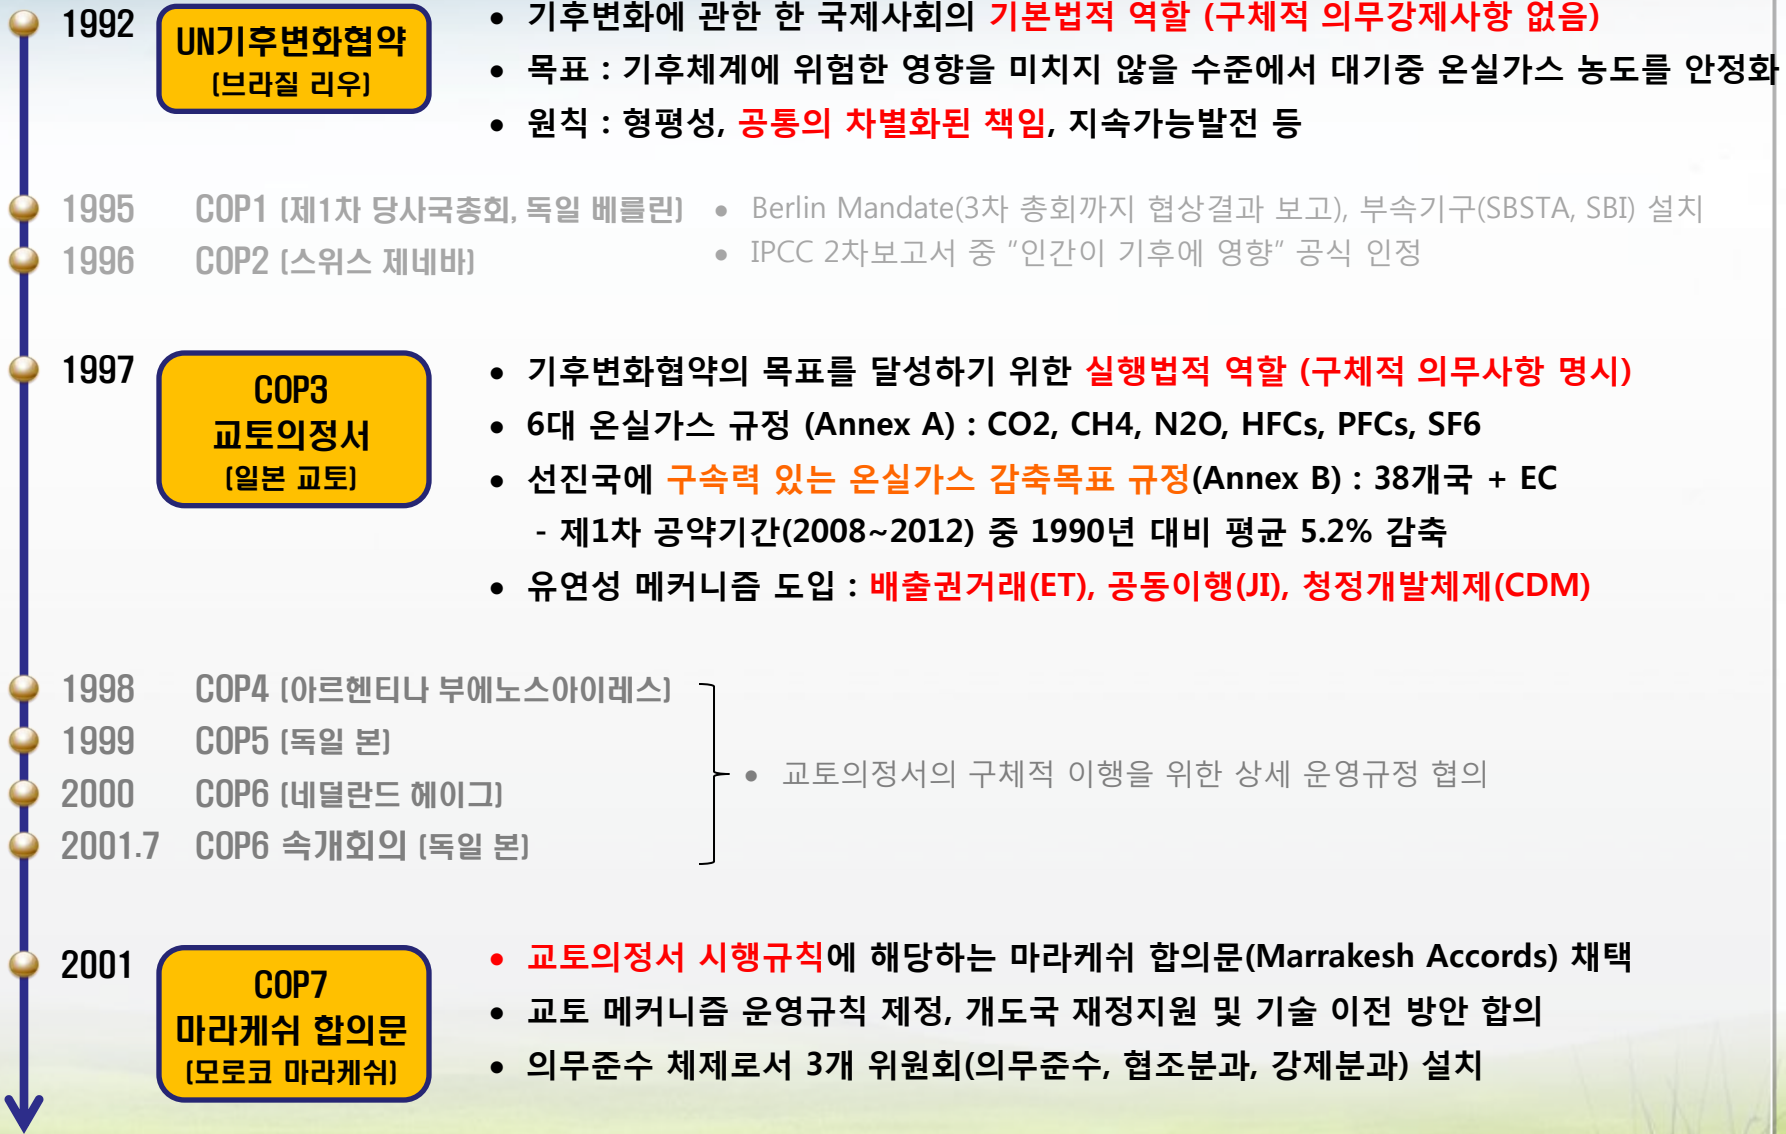 1992
UN기후변화협약
(브라질 리우)
• 기후변화에 관한 한 국제사회의 기본법적 역할 (구체적 의무강제사항 없음)
• 목표 : 기후체계에 위험한 영향을 미치지 않을 수준에서 대기중 온실가스 농도를 안정화
• 원칙 : 형평성, 공통의 차별화된 책임, 지속가능발전 등
1995 COP1 (제1차 당사국총회, 독일 베를린) • Berlin Mandate(3차 총회까지 협상결과 보고), 부속기구(SBSTA, SBI) 설치
1996 COP2 (스위스 제네바) • IPCC 2차보고서 중 "인간이 기후에 영향" 공식 인정
1997
COP3
교토의정서
(일본 교토)
• 기후변화협약의 목표를 달성하기 위한 실행법적 역할 (구체적 의무사항 명시)
• 6대 온실가스 규정 (Annex A) : CO2, CH4, N2O, HFCs, PFCs, SF6
• 선진국에 구속력 있는 온실가스 감축목표 규정(Annex B) : 38개국 + EC
- 제1차 공약기간(2008~2012) 중 1990년 대비 평균 5.2% 감축
• 유연성 메커니즘 도입 : 배출권거래(ET), 공동이행(JI), 청정개발체제(CDM)
1998 COP4 (아르헨티나 부에노스아이레스)
1999 COP5 (독일 본)
2000 COP6 (네덜란드 헤이그)
2001.7 COP6 속개회의 (독일 본)
• 교토의정서의 구체적 이행을 위한 상세 운영규정 협의
2001
COP7
마라케쉬 합의문
(모로코 마라케쉬)
• 교토의정서 시행규칙에 해당하는 마라케쉬 합의문(Marrakesh Accords) 채택
• 교토 메커니즘 운영규칙 제정, 개도국 재정지원 및 기술 이전 방안 합의
• 의무준수 체제로서 3개 위원회(의무준수, 협조분과, 강제분과) 설치